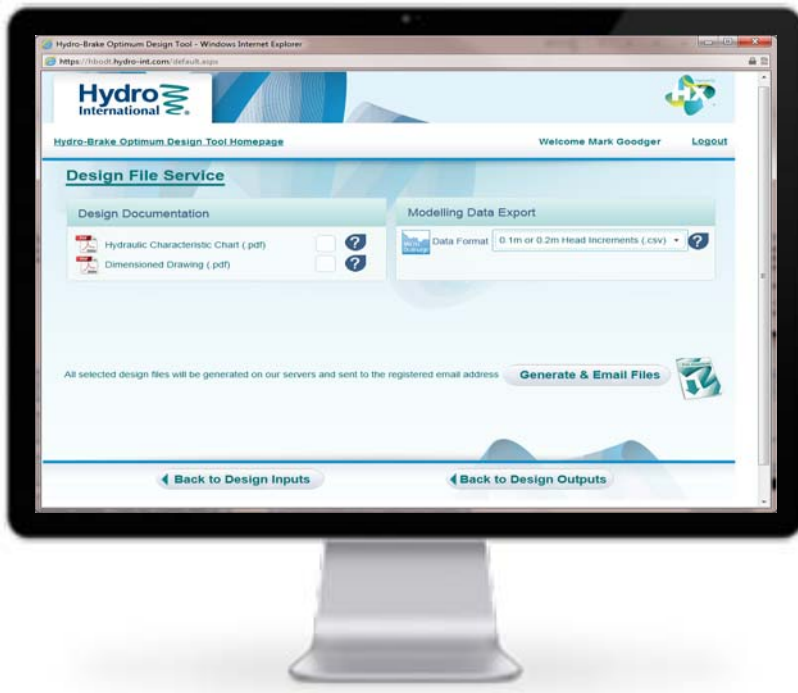 Hydro-Brake Optimum Design Tool - Windows Internet Explorer
https://hbodt.hydro-int.com/default.aspx
Hydro
International
HX
Hydro-Brake Optimum Design Tool Homepage
Welcome Mark Goodger
Logout
Design File Service
Design Documentation
Hydraulic Characteristic Chart (.pdf)
?
Dimensioned Drawing (.pdf)
?
Modelling Data Export
Data Format
0.1m or 0.2m Head Increments (.csv)
?
All selected design files will be generated on our servers and sent to the registered email address
Generate & Email Files
Back to Design Inputs
Back to Design Outputs